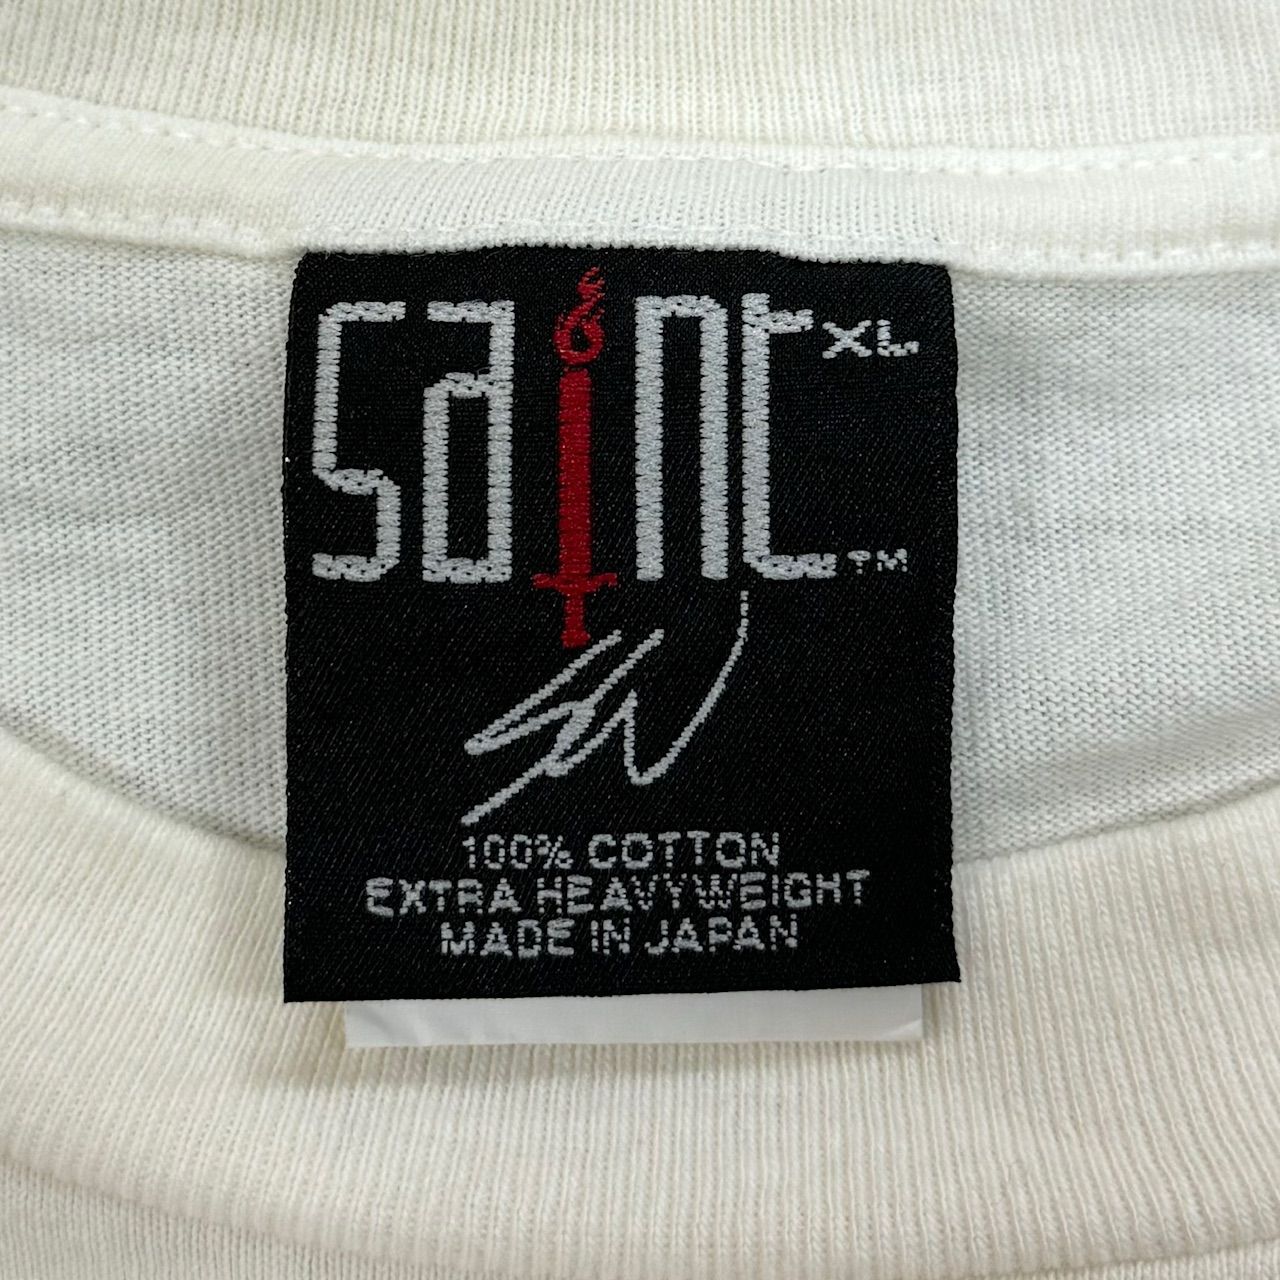 saint XL
TM
100% COTTON
EXTRA HEAVYWEIGHT
MADE IN JAPAN